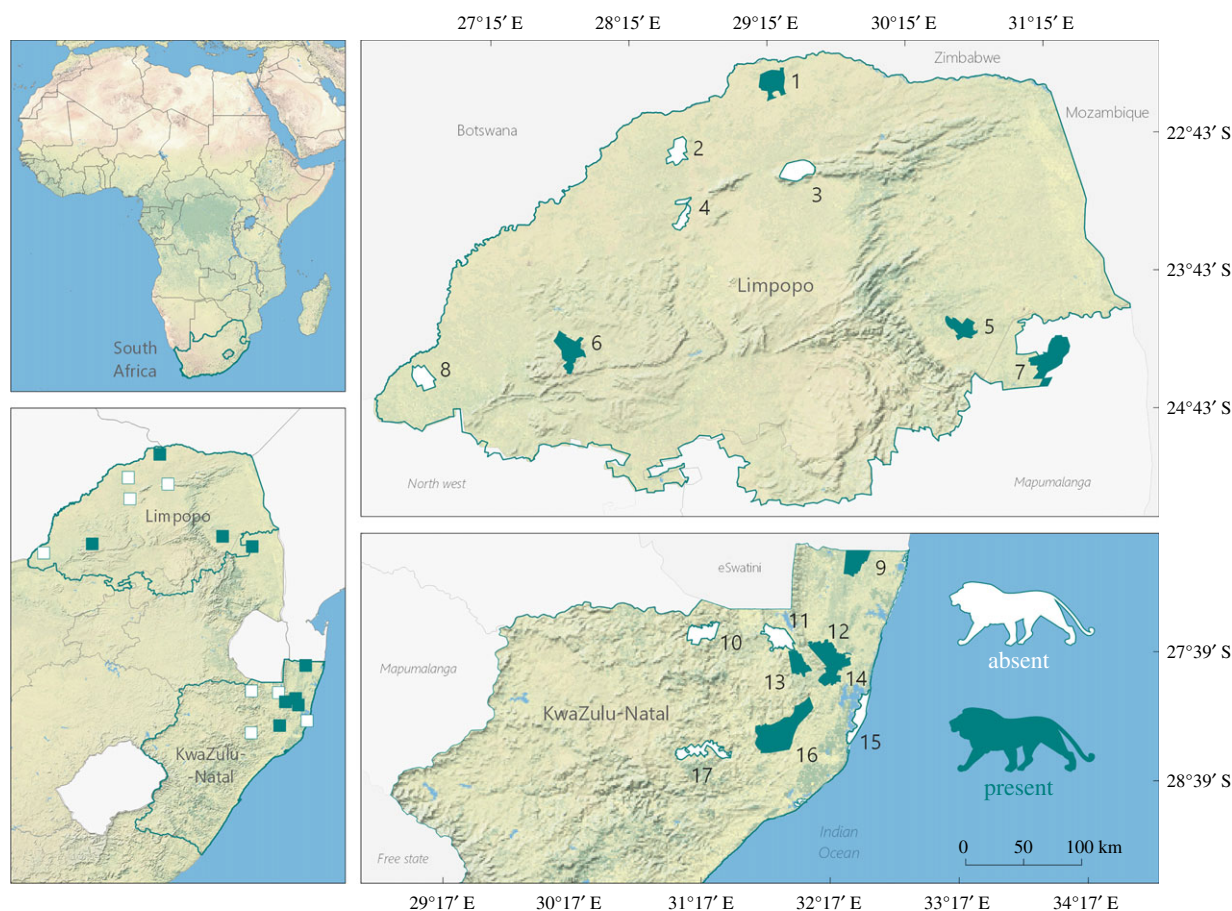 27°15′ E 28°15′ E 29°15′ E 30°15′ E 31°15′ E
South
Africa
Limpopo
KwaZulu-
Natal
Zimbabwe
Mozambique
Botswana
1
2
3
4
5
6
7
8
Limpopo
North west
Mapumalanga
22°43′ S
23°43′ S
24°43′ S
eSwatini
Mapumalanga
KwaZulu-Natal
Free state
Indian
Ocean
9
10
11
12
13
14
15
16
17
absent
present
0 50 100 km
27°39′ S
28°39′ S
29°17′ E 30°17′ E 31°17′ E 32°17′ E 33°17′ E 34°17′ E